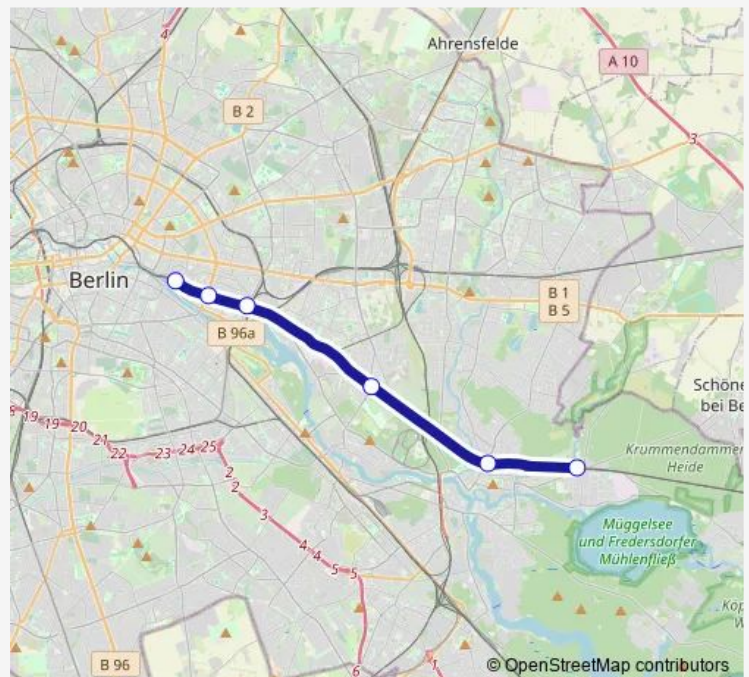 4
Ahrensfelde
A 10
B 2
3
Berlin
B 1
B 5
B 96a
Schöne
bei Be
8 19 19 20 21 22 23 24 25
Krummendammer
Heide
2
2
3
Müggelsee
und Fredersdorfer
Mühlenfließ
4 4 5 5
Köp
W
B 96
6
1
© OpenStreetMap contributors